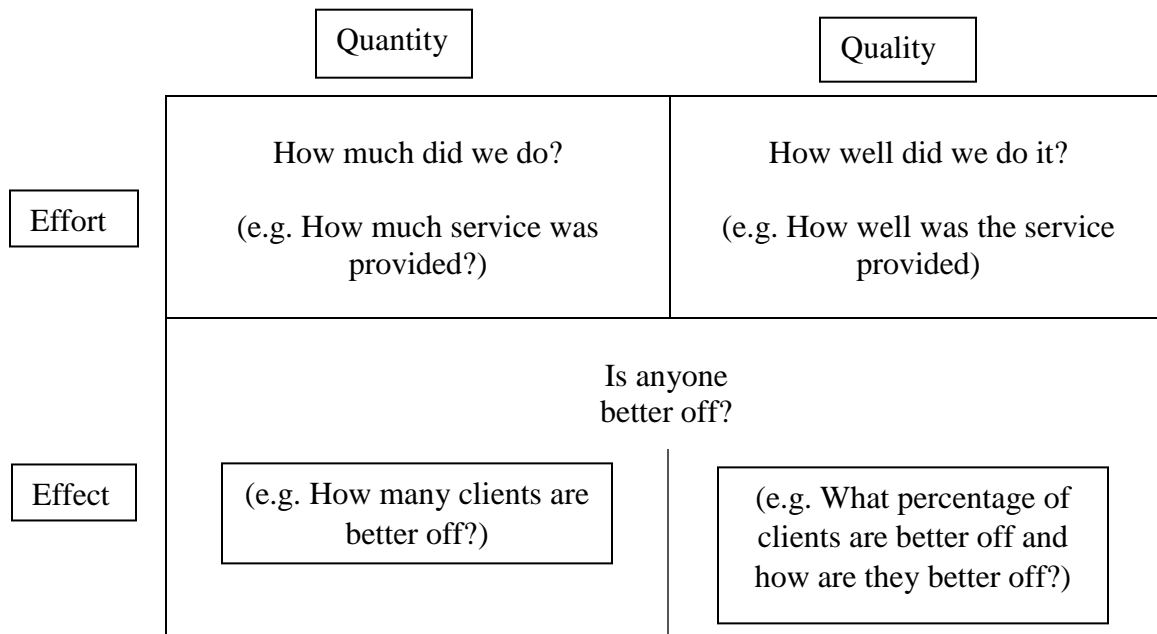 Quantity
Quality
Effort
How much did we do?
(e.g. How much service was
provided?)
How well did we do it?
(e.g. How well was the service
provided)
Effect
Is anyone
better off?
(e.g. How many clients are
better off?)
(e.g. What percentage of
clients are better off and
how are they better off?)